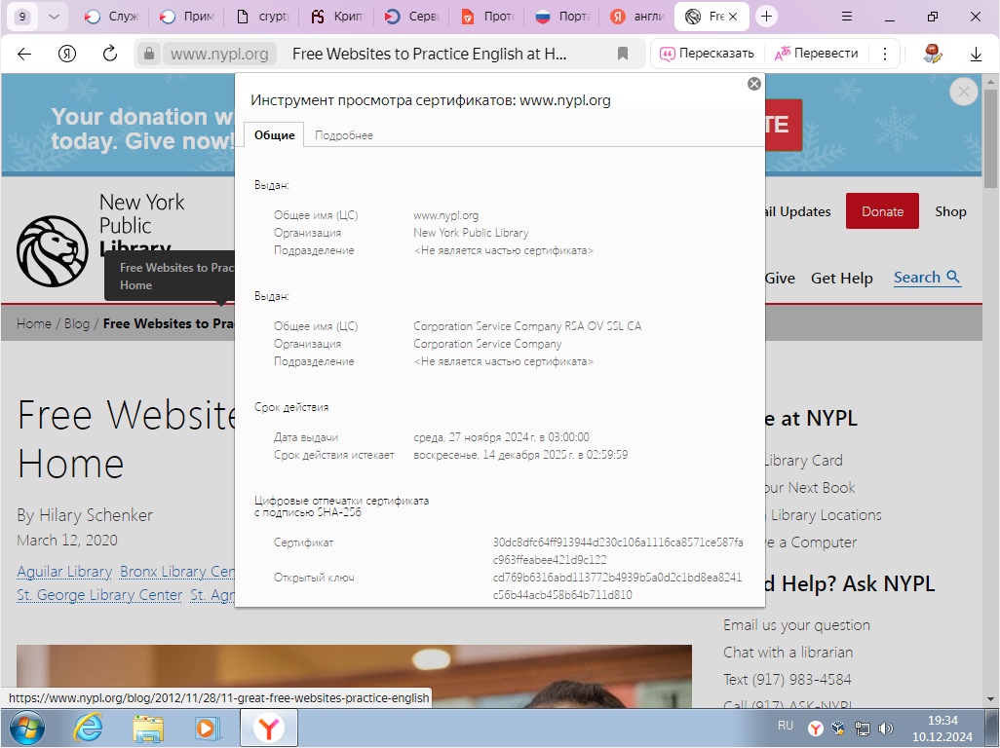 9
Служ
Прим
crypt
Крип
Серв
Прот
Порта
англи
Fre
www.nypl.org
Free Websites to Practice English at H...
Пересказать
Перевести
Инструмент просмотра сертификатов: www.nypl.org
Your donation w
today. Give now!
TE
Общие
Подробнее
New York
Public
Library
ail Updates
Donate
Shop
Give
Get Help
Search
Free Websites to Prac
Home
Home / Blog / Free Websites to Pra
Выдан:
Общее имя (ЦС) www.nypl.org
Организация New York Public Library
Подразделение <Не является частью сертификата>
Выдан:
Общее имя (ЦС) Corporation Service Company RSA OV SSL CA
Организация Corporation Service Company
Подразделение <Не является частью сертификата>
Срок действия
Дата выдачи среда, 27 ноября 2024 г. в 03:00:00
Срок действия истекает воскресенье, 14 декабря 2025 г. в 02:59:59
Цифровые отпечатки сертификата
с подписью SHA-256
Сертификат 30dc8dfc64ff913944d230c106a1116ca8571ce587fa
c963ffeabee421d9c122
Открытый ключ cd769b6316abd113772b4939b5a0d2c1bd8ea8241
c56b44acb458b64b711d810
Free Website
Home
By Hilary Schenker
March 12, 2020
Aguilar Library Bronx Library Cen
St. George Library Center St. Agn
e at NYPL
Library Card
our Next Book
Library Locations
e a Computer
d Help? Ask NYPL
Email us your question
Chat with a librarian
Text (917) 983-4584
Call (917) ASK-NYPL
https://www.nypl.org/blog/2012/11/28/11-great-free-websites-practice-english
RU
19:34
10.12.2024